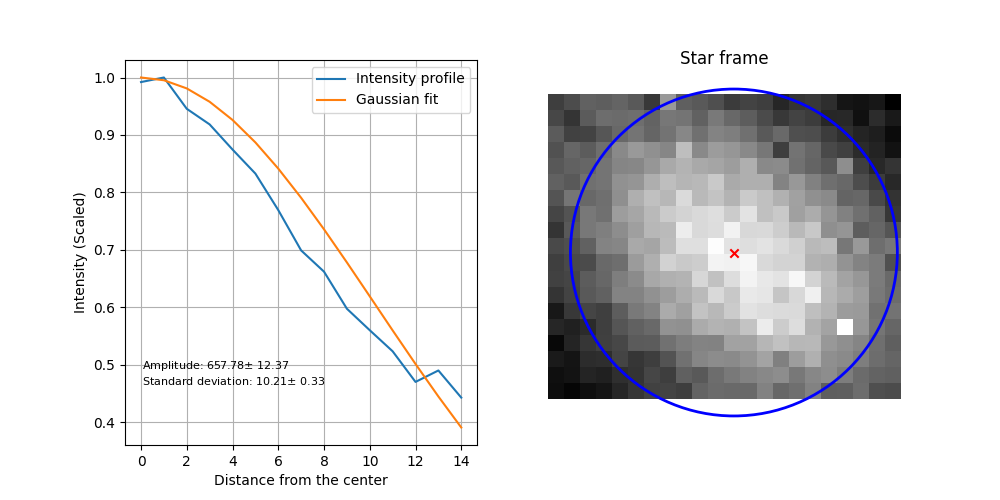 Star frame
Intensity profile
Gaussian fit
1.0
0.9
0.8
0.7
0.6
0.5
0.4
Intensity (Scaled)
Amplitude: 657.78± 12.37
Standard deviation: 10.21± 0.33
0 2 4 6 8 10 12 14
Distance from the center